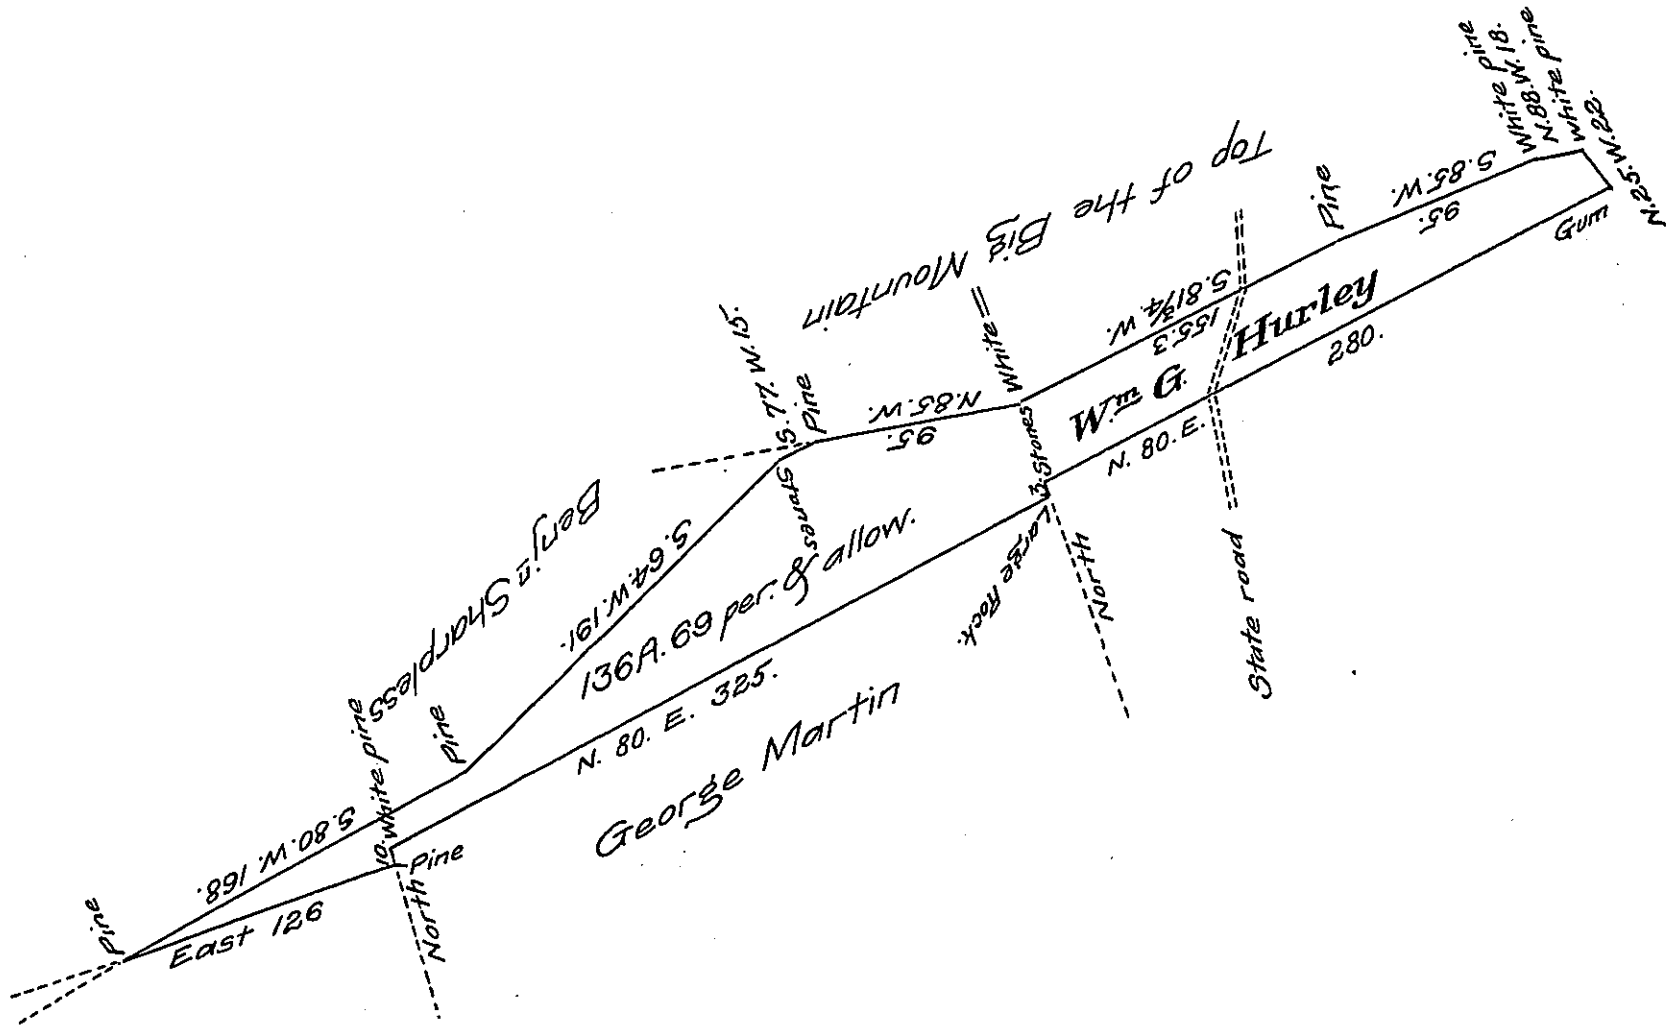 White pine
N.88.W.18.
white pine
N.25.W.22.
Gum
S.85.W.
95.
Pine
Top of the Big Mountain
S.81¾.W.
155.3
Wm G. Hurley
280.
N. 80. E.
State road
White
3. Stones
Large Rock.
North
N.85.W.
95.
Pine
S.77.W.15.
Stones
Benjn Sharpless
S.64.W.191.
136A. 69 per. & allow.
N. 80. E. 325.
George Martin
Pine
S.80.W.168.
White pine
10.
Pine
North
East 126
Pine